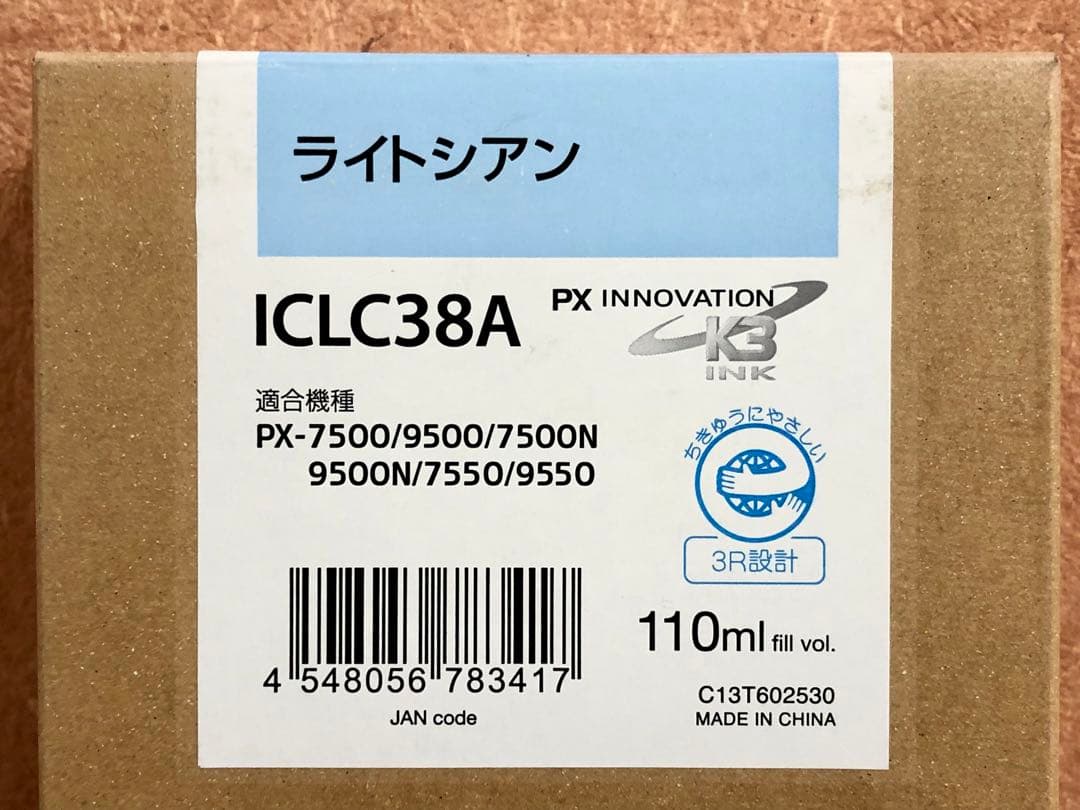 ライトシアン
ICLC38A
PX INNOVATION
K3
INK
適合機種
PX-7500/9500/7500N
9500N/7550/9550
ちきゅうにやさしい
3R設計
4 548056 783417
JAN code
110ml fill vol.
C13T602530
MADE IN CHINA